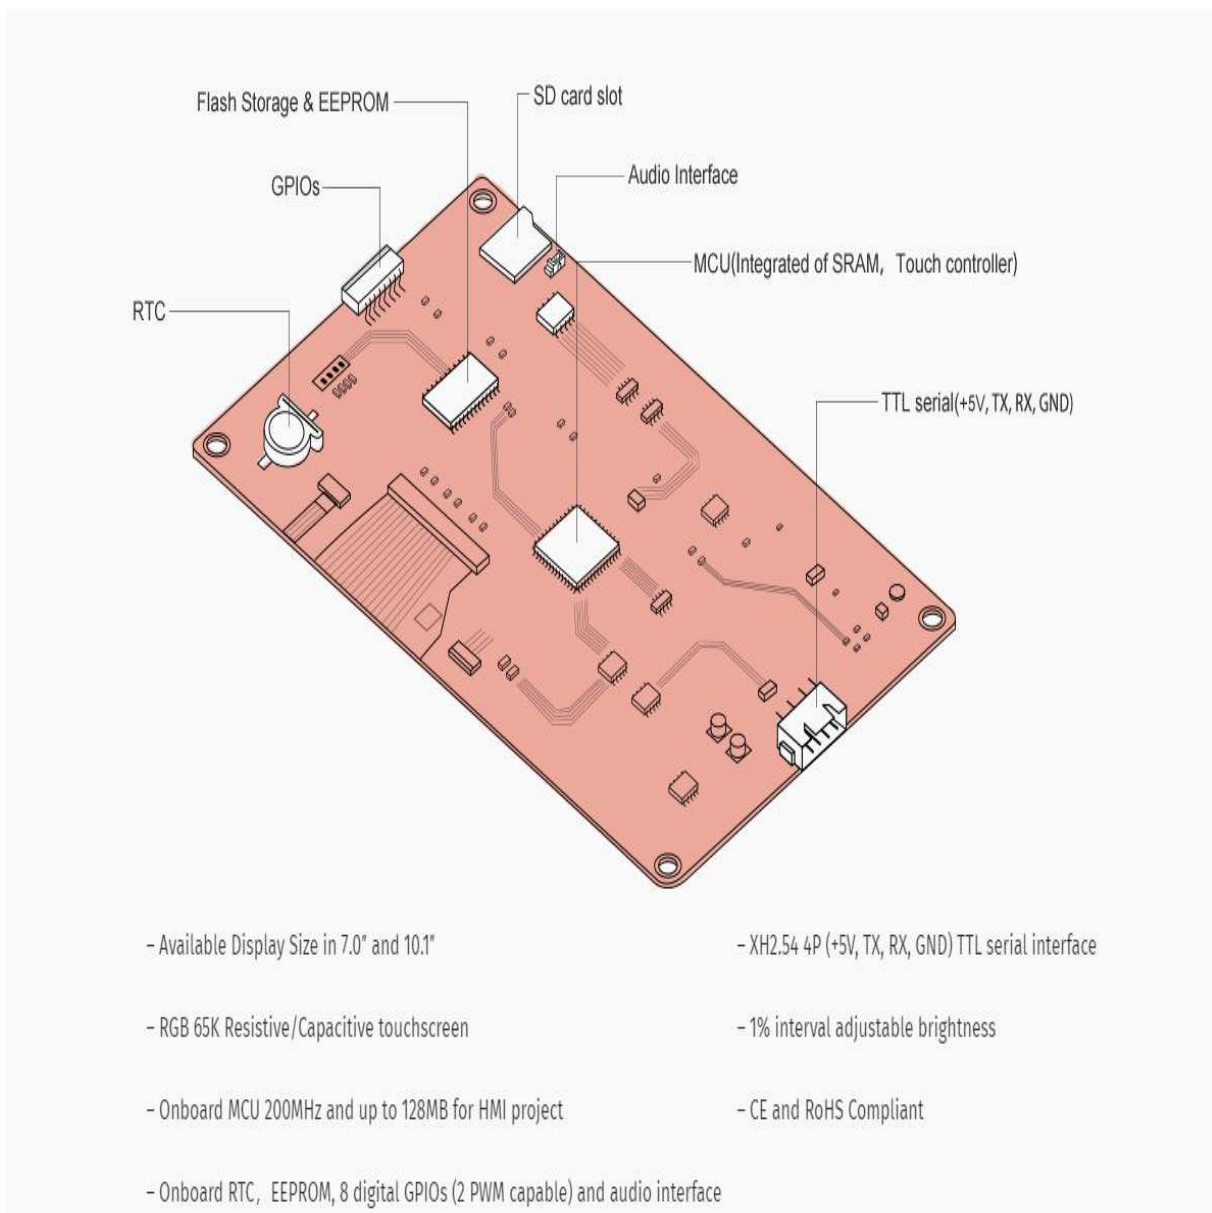 Flash Storage & EEPROM
SD card slot
Audio Interface
GPIOs
MCU(Integrated of SRAM, Touch controller)
RTC
TTL serial(+5V, TX, RX, GND)
– Available Display Size in 7.0" and 10.1"
– XH2.54 4P (+5V, TX, RX, GND) TTL serial interface
– RGB 65K Resistive/Capacitive touchscreen
– 1% interval adjustable brightness
– Onboard MCU 200MHz and up to 128MB for HMI project
– CE and RoHS Compliant
– Onboard RTC, EEPROM, 8 digital GPIOs (2 PWM capable) and audio interface